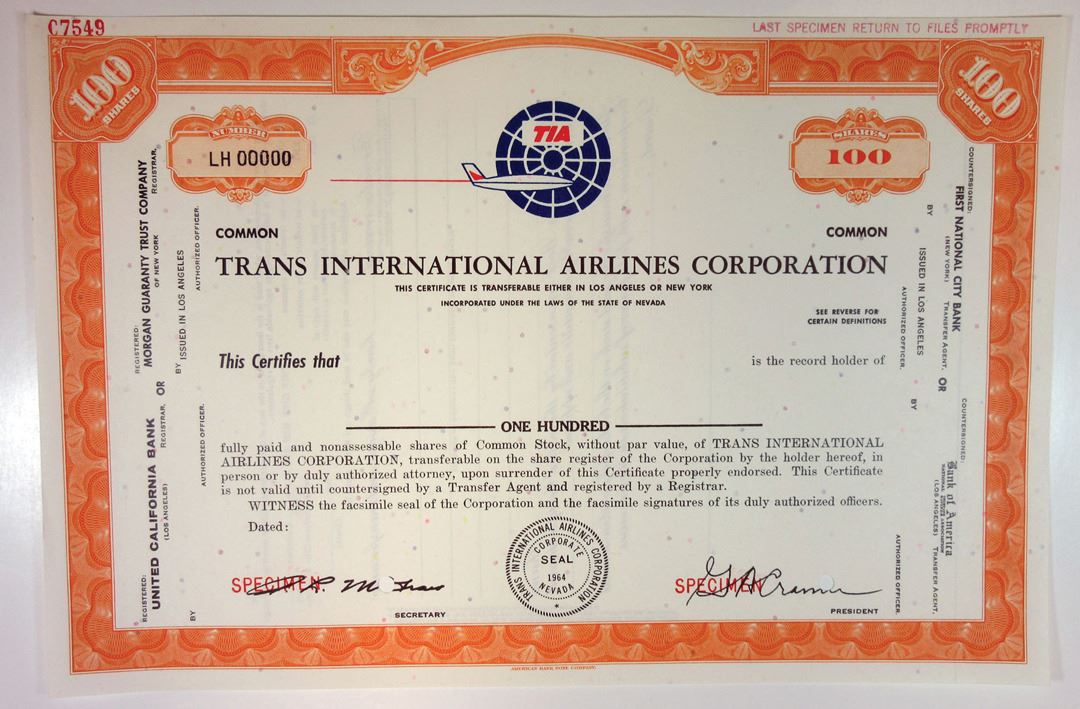 C7549
LAST SPECIMEN RETURN TO FILES PROMPTLY
100
SHARES
100
SHARES
NUMBER
LH 00000
TIA
SHARES
100
COMMON
COMMON
TRANS INTERNATIONAL AIRLINES CORPORATION
THIS CERTIFICATE IS TRANSFERABLE EITHER IN LOS ANGELES OR NEW YORK
INCORPORATED UNDER THE LAWS OF THE STATE OF NEVADA
SEE REVERSE FOR
CERTAIN DEFINITIONS
This Certifies that
is the record holder of
ONE HUNDRED
fully paid and nonassessable shares of Common Stock, without par value, of TRANS INTERNATIONAL
AIRLINES CORPORATION, transferable on the share register of the Corporation by the holder hereof, in
person or by duly authorized attorney, upon surrender of this Certificate properly endorsed. This Certificate
is not valid until countersigned by a Transfer Agent and registered by a Registrar.
WITNESS the facsimile seal of the Corporation and the facsimile signatures of its duly authorized officers.
Dated:
TRANS INTERNATIONAL AIRLINES CORPORATION
CORPORATE
SEAL
1964
NEVADA
SPECIMEN
SECRETARY
SPECIMEN
PRESIDENT
REGISTERED:
MORGAN GUARANTY TRUST COMPANY
OF NEW YORK
REGISTRAR,
BY
ISSUED IN LOS ANGELES
AUTHORIZED OFFICER.
OR
REGISTERED:
UNITED CALIFORNIA BANK
(LOS ANGELES)
REGISTRAR,
BY
AUTHORIZED OFFICER.
COUNTERSIGNED:
FIRST NATIONAL CITY BANK
(NEW YORK)
TRANSFER AGENT,
BY
ISSUED IN LOS ANGELES
AUTHORIZED OFFICER.
OR
COUNTERSIGNED:
Bank of America
NATIONAL TRUST AND SAVINGS ASSOCIATION
(LOS ANGELES)
TRANSFER AGENT,
BY
AUTHORIZED OFFICER.
AMERICAN BANK NOTE COMPANY.